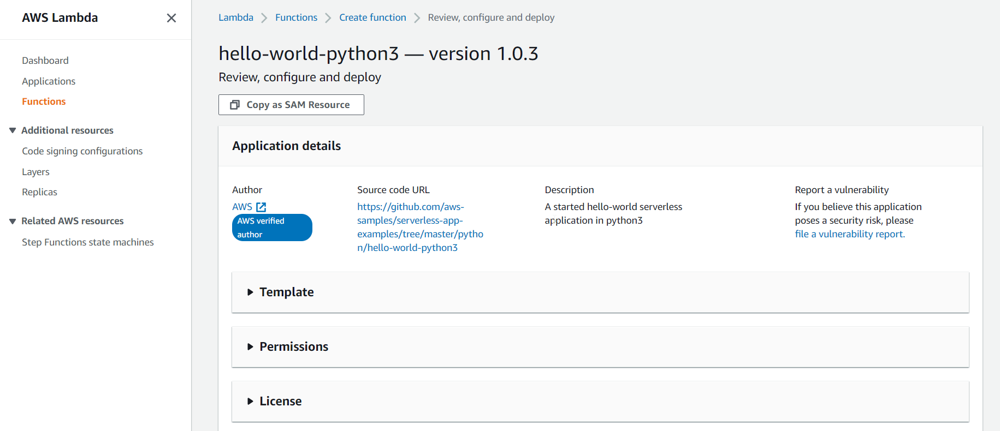 AWS Lambda
Dashboard
Applications
Functions
Additional resources
Code signing configurations
Layers
Replicas
Related AWS resources
Step Functions state machines
Lambda
Functions
Create function
Review, configure and deploy
hello-world-python3 — version 1.0.3
Review, configure and deploy
Copy as SAM Resource
Application details
Author
AWS
AWS verified
author
Source code URL
https://github.com/aws-
samples/serverless-app-
examples/tree/master/pytho
n/hello-world-python3
Description
A started hello-world serverless
application in python3
Report a vulnerability
If you believe this application
poses a security risk, please
file a vulnerability report.
Template
Permissions
License